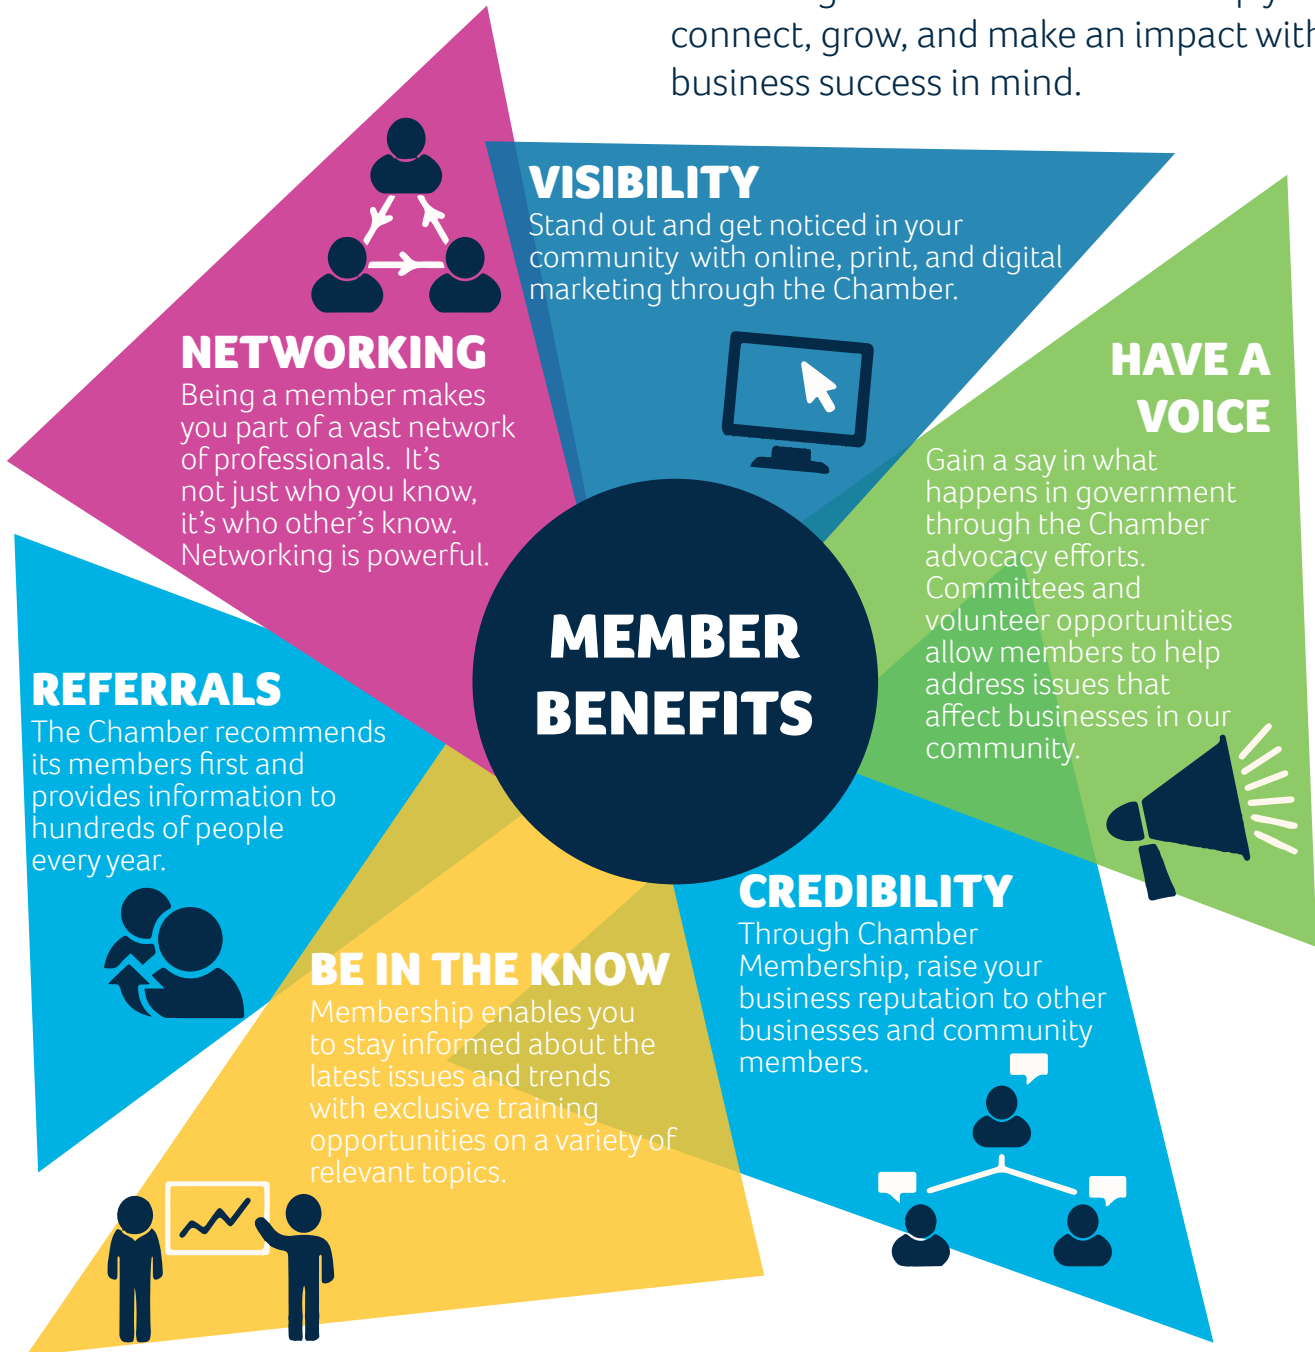 connect, grow, and make an impact with
business success in mind.
VISIBILITY
Stand out and get noticed in your
community with online, print, and digital
marketing through the Chamber.
NETWORKING
Being a member makes
you part of a vast network
of professionals. It's
not just who you know,
it's who other's know.
Networking is powerful.
HAVE A
VOICE
Gain a say in what
happens in government
through the Chamber
advocacy efforts.
Committees and
volunteer opportunities
allow members to help
address issues that
affect businesses in our
community.
MEMBER
BENEFITS
REFERRALS
The Chamber recommends
its members first and
provides information to
hundreds of people
every year.
CREDIBILITY
Through Chamber
Membership, raise your
business reputation to other
businesses and community
members.
BE IN THE KNOW
Membership enables you
to stay informed about the
latest issues and trends
with exclusive training
opportunities on a variety of
relevant topics.